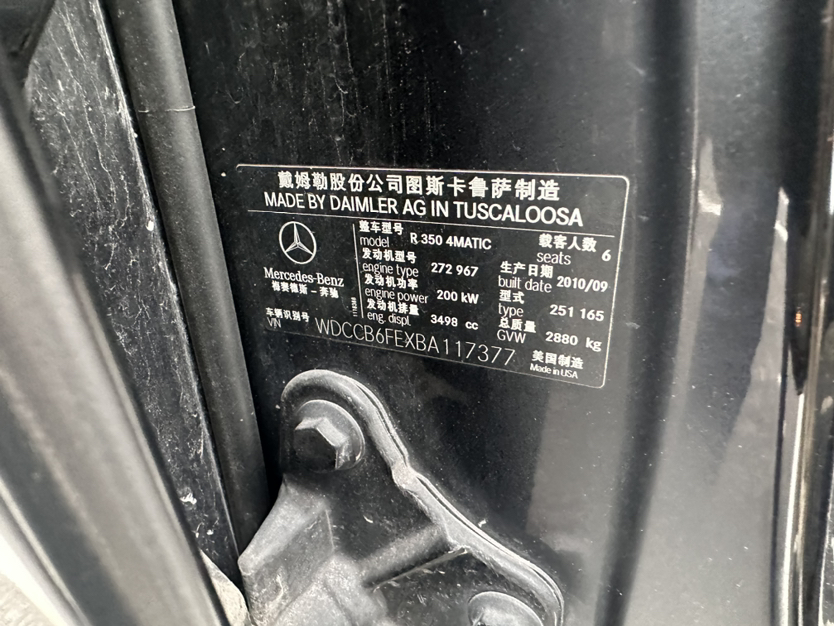 戴姆勒股份公司图斯卡鲁萨制造
MADE BY DAIMLER AG IN TUSCALOOSA
Mercedes-Benz
梅赛德斯－奔驰
整车型号
model R 350 4MATIC
载客人数 6
seats
发动机型号
engine type 272 967
生产日期
built date 2010/09
发动机功率
engine power 200 kW
型式
type 251 165
发动机排量
eng. displ. 3498 cc
总质量
GVW 2880 kg
车辆识别号
VIN WDCCB6FEXBA117377
美国制造
Made in USA